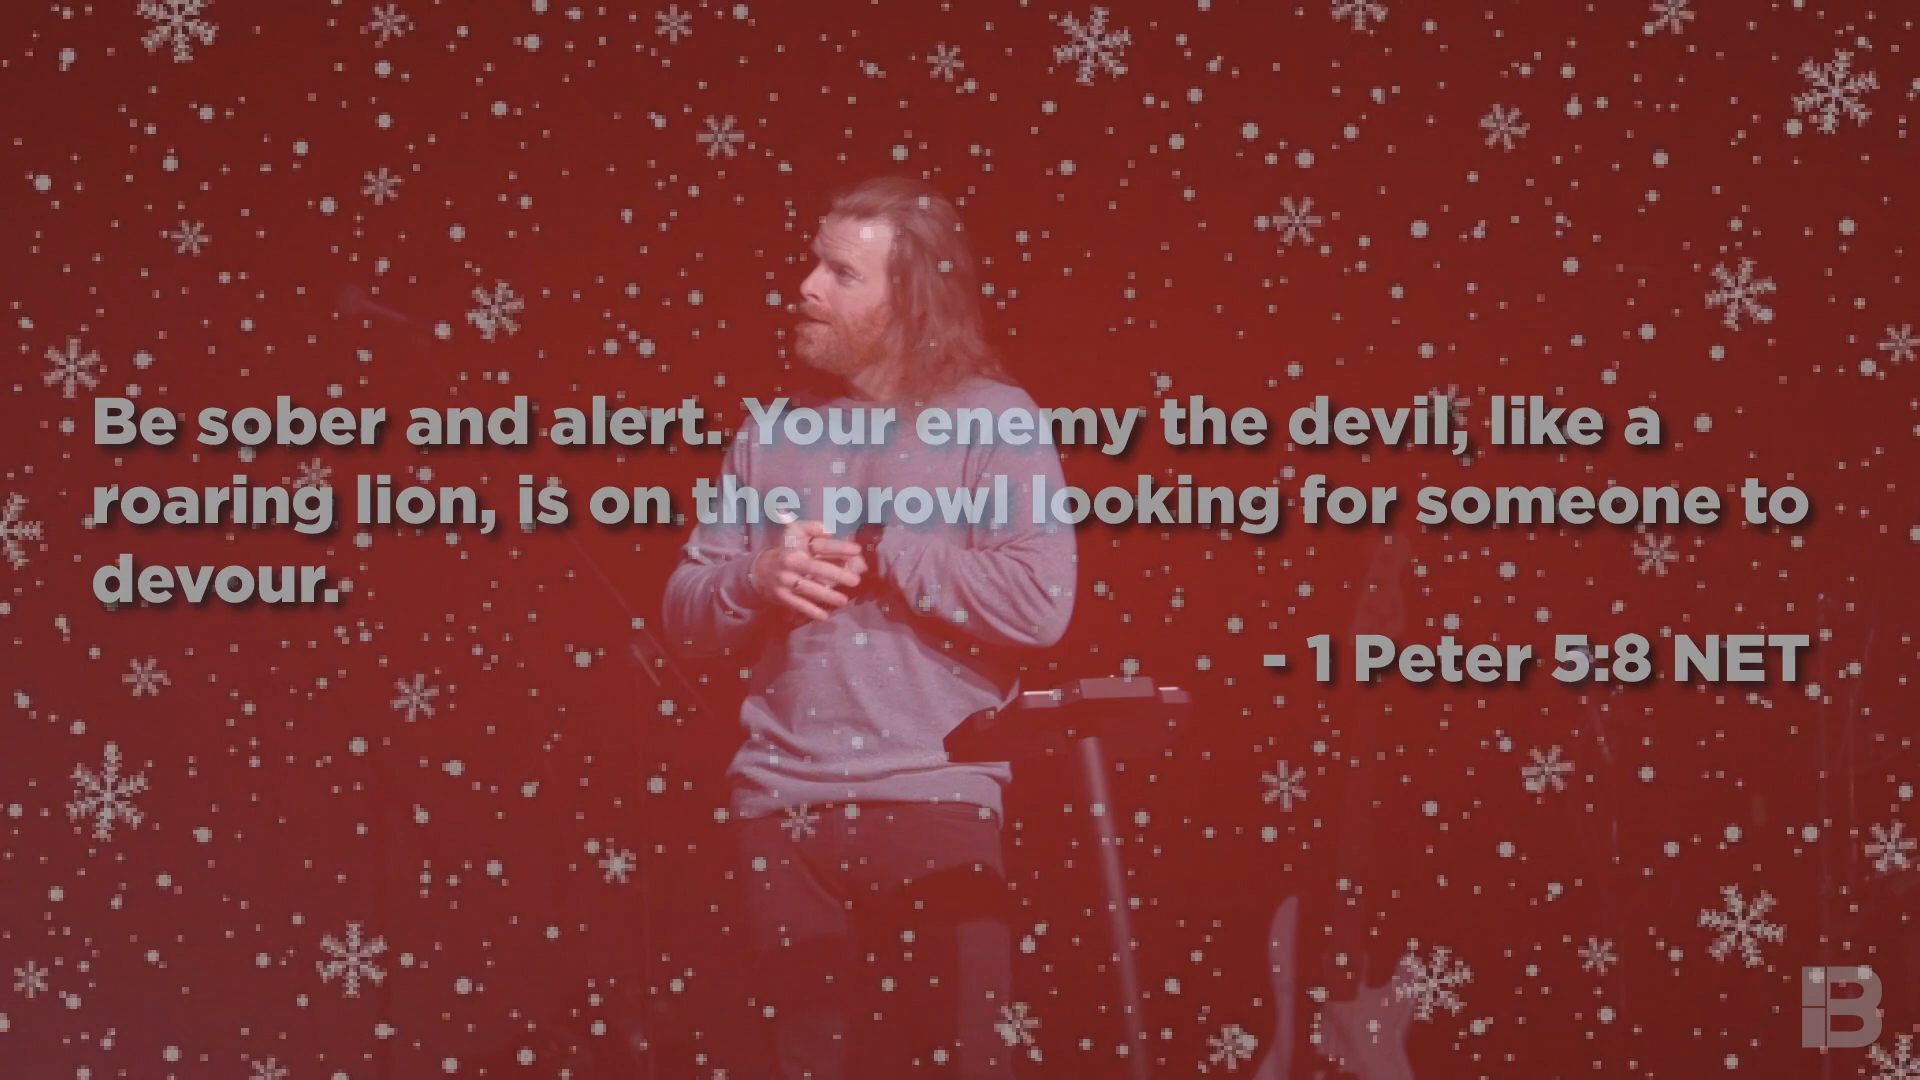 Be sober and alert. Your enemy the devil, like a
roaring lion, is on the prowl looking for someone to
devour.
- 1 Peter 5:8 NET
B